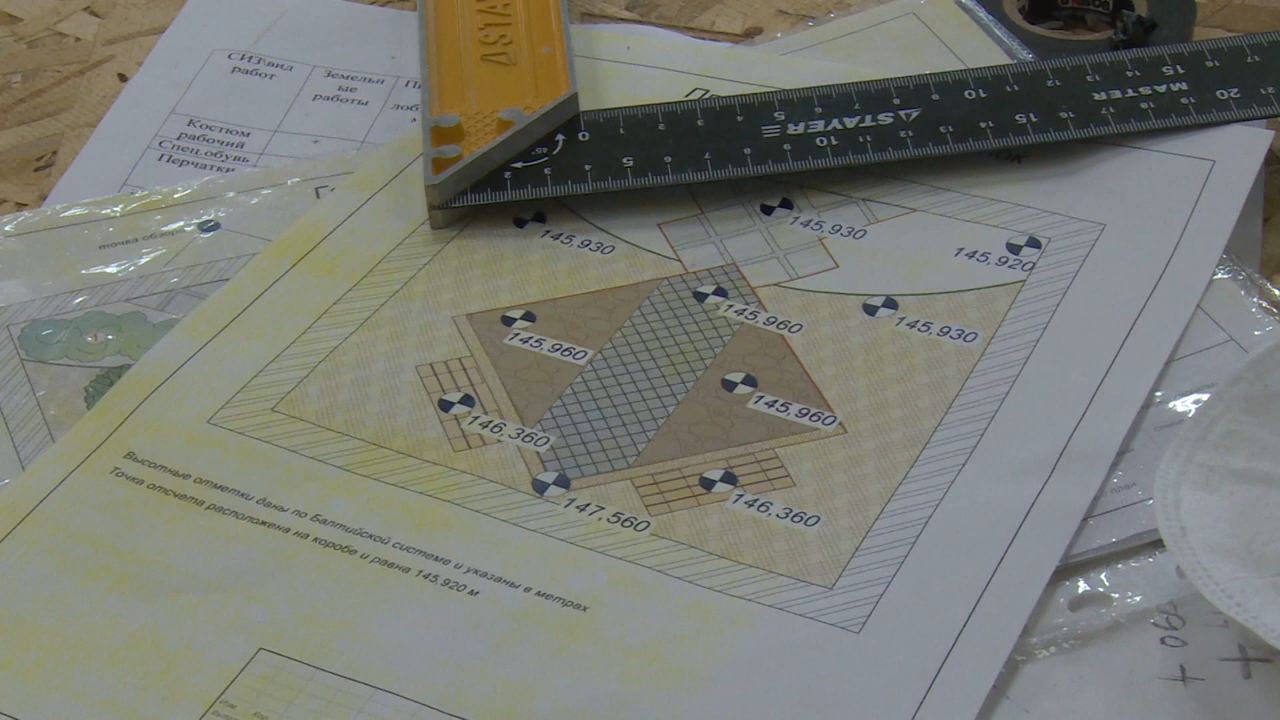 СИЗ\вид
работ
Земельн
ые
работы
Костюм
рабочий
+
Спец.обувь
Перчатки
STAYER
MASTER
точка
145,930
145,930
145,920
145,960
145,930
145,960
145,960
146,360
146,360
147,560
Высотные отметки даны по Балтийской системе и указаны в метрах
Точка отсчета расположена на коробе и равна 145,920 м